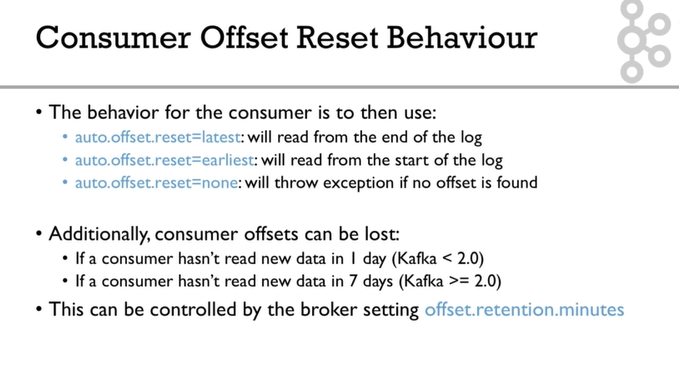 Consumer Offset Reset Behaviour
• The behavior for the consumer is to then use:
• auto.offset.reset=latest: will read from the end of the log
• auto.offset.reset=earliest: will read from the start of the log
• auto.offset.reset=none: will throw exception if no offset is found
• Additionally, consumer offsets can be lost:
• If a consumer hasn't read new data in 1 day (Kafka < 2.0)
• If a consumer hasn't read new data in 7 days (Kafka >= 2.0)
• This can be controlled by the broker setting offset.retention.minutes